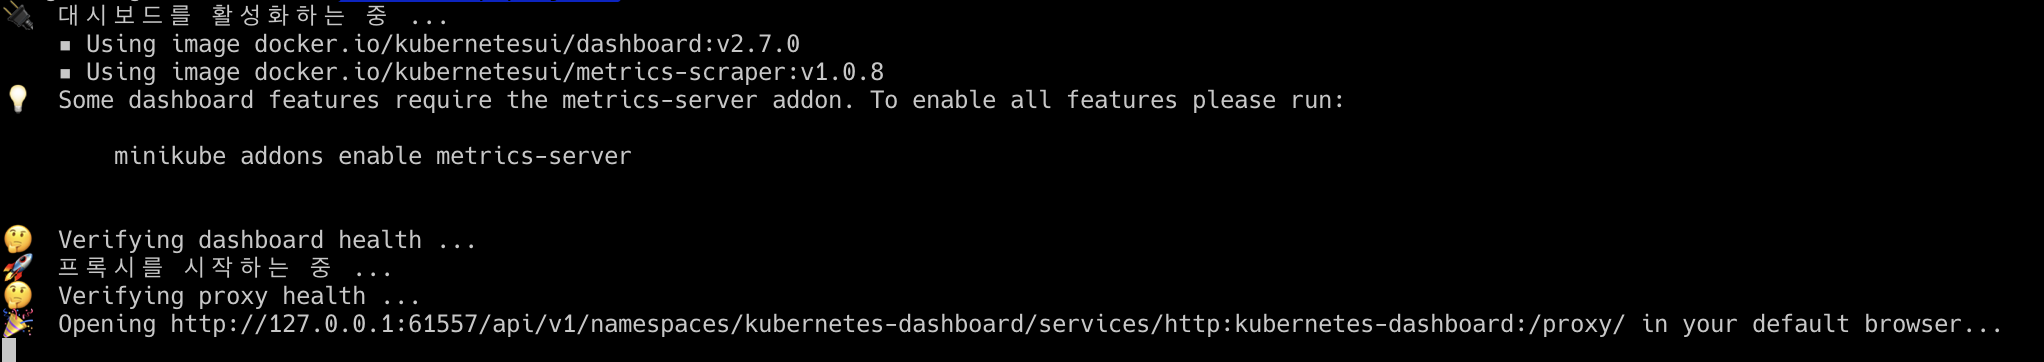 대시보드를 활성화하는 중 ...
▪ Using image docker.io/kubernetesui/dashboard:v2.7.0
▪ Using image docker.io/kubernetesui/metrics-scraper:v1.0.8
Some dashboard features require the metrics-server addon. To enable all features please run:
minikube addons enable metrics-server
Verifying dashboard health ...
프록시를 시작하는 중 ...
Verifying proxy health ...
Opening http://127.0.0.1:61557/api/v1/namespaces/kubernetes-dashboard/services/http:kubernetes-dashboard:/proxy/ in your default browser...